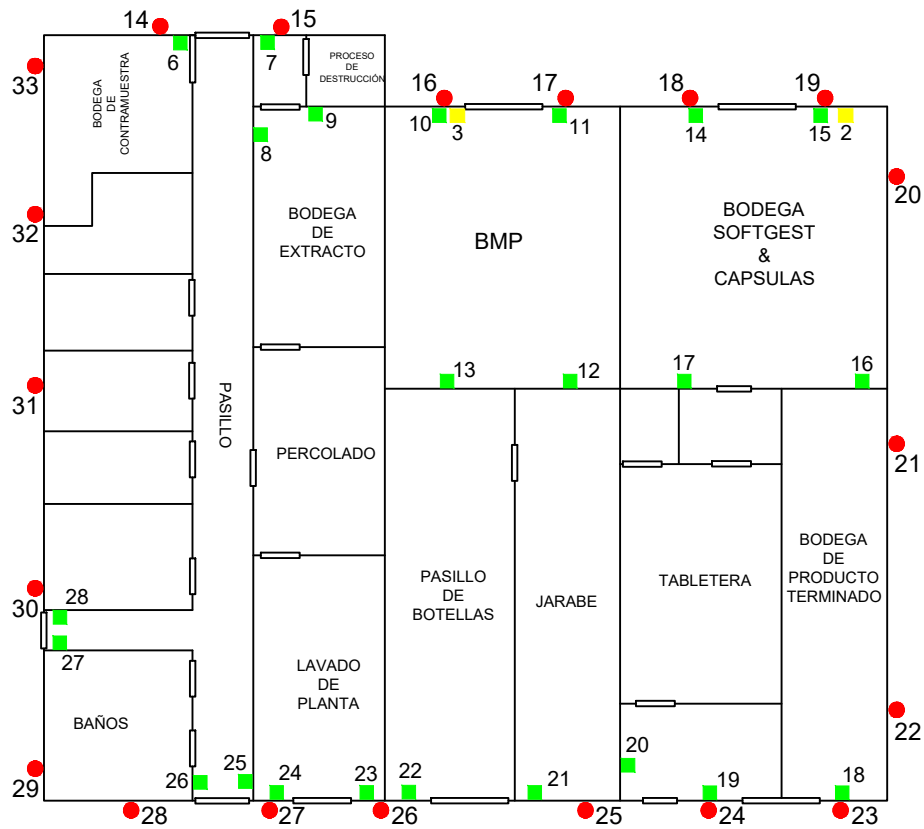 14
15
33
6
7
PROCESO
DE
DESTRUCCIÓN
BODEGA
DE
CONTRAMUESTRA
16
17
18
19
9
10
3
11
14
15
2
8
20
32
BODEGA
DE
EXTRACTO
BMP
BODEGA
SOFTGEST
&
CAPSULAS
13
12
17
16
31
PASILLO
PERCOLADO
21
BODEGA
DE
PRODUCTO
TERMINADO
PASILLO
DE
BOTELLAS
JARABE
TABLETERA
30
28
27
LAVADO
DE
PLANTA
BAÑOS
22
20
29
26
25
24
23
22
21
19
18
28
27
26
25
24
23